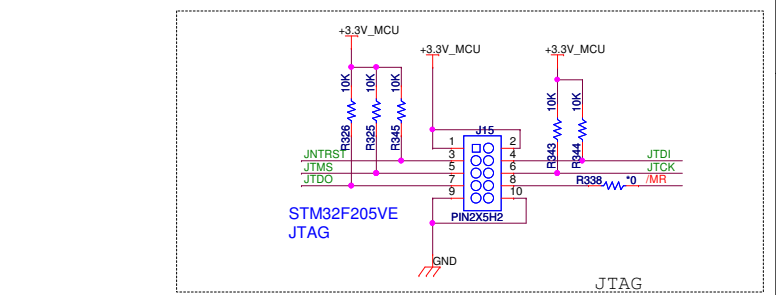 +3.3V_MCU
+3.3V_MCU
+3.3V_MCU
10K
10K
10K
10K
10K
R326
R325
R345
R343
R344
J15
1
2
JNTRST
3
4
JTDI
JTMS
5
6
JTCK
JTDO
7
8
R338
*0
/MR
9
10
PIN2X5H2
STM32F205VE
JTAG
GND
JTAG